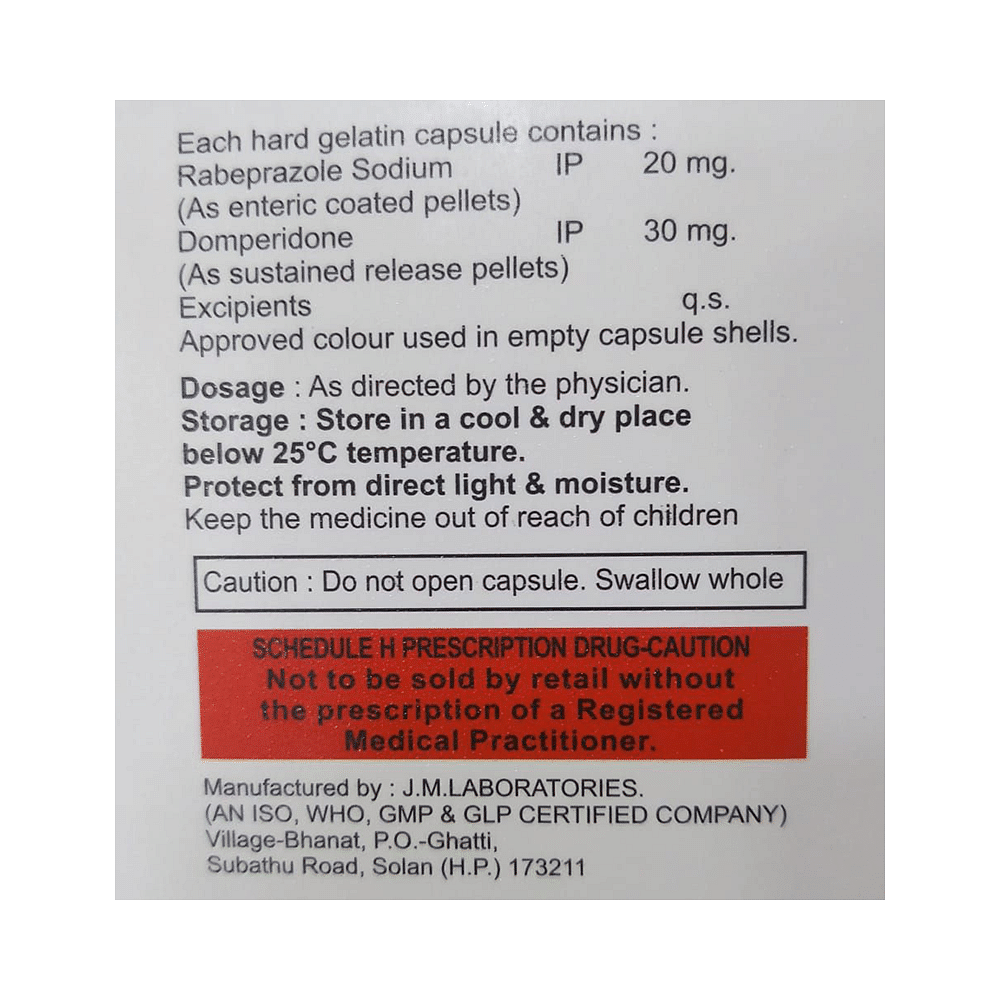 Each hard gelatin capsule contains :
Rabeprazole Sodium IP 20 mg.
(As enteric coated pellets)
Domperidone IP 30 mg.
(As sustained release pellets)
Excipients q.s.
Approved colour used in empty capsule shells.
Dosage : As directed by the physician.
Storage : Store in a cool & dry place
below 25°C temperature.
Protect from direct light & moisture.
Keep the medicine out of reach of children
Caution : Do not open capsule. Swallow whole
SCHEDULE H PRESCRIPTION DRUG-CAUTION
Not to be sold by retail without
the prescription of a Registered
Medical Practitioner.
Manufactured by : J.M.LABORATORIES.
(AN ISO, WHO, GMP & GLP CERTIFIED COMPANY)
Village-Bhanat, P.O.-Ghatti,
Subathu Road, Solan (H.P.) 173211